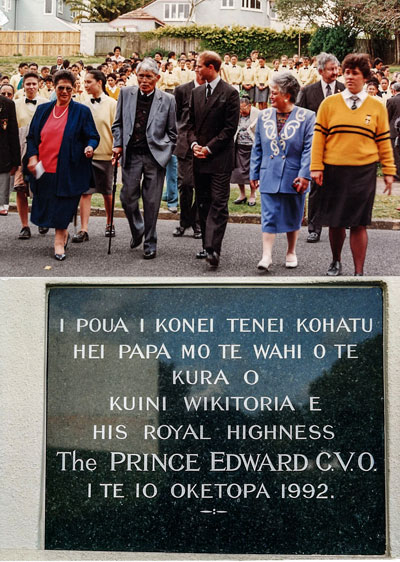 I POUA I KONEI TENEI KOHATU
HEI PAPA MO TE WAHI O TE
KURA O
KUINI WIKITORIA E
HIS ROYAL HIGHNESS
The PRINCE EDWARD C.V.O.
I TE 10 OKETOPA 1992.